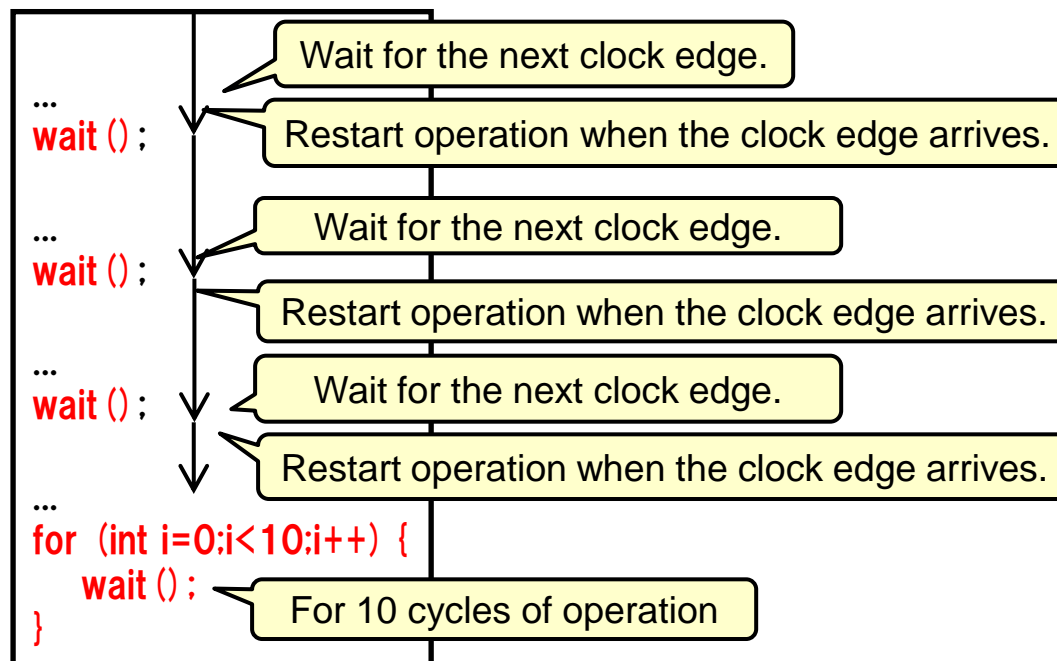 Wait for the next clock edge.
...
wait(); Restart operation when the clock edge arrives.
Wait for the next clock edge.
...
wait();
Restart operation when the clock edge arrives.
...
wait(); Wait for the next clock edge.
Restart operation when the clock edge arrives.
...
for (int i=0;i<10;i++) {
wait();
For 10 cycles of operation
}